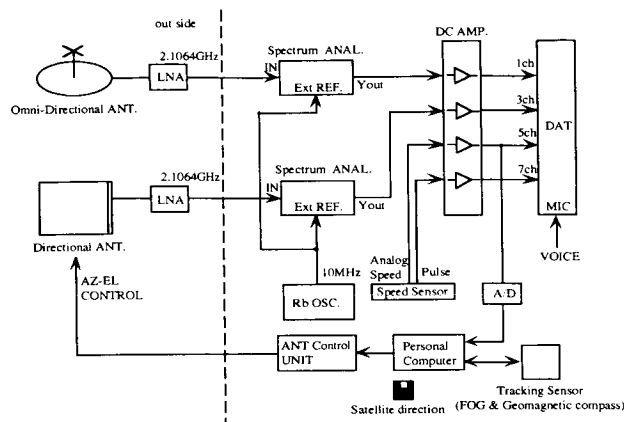 out side
DC AMP.
2.1064GHz
Spectrum ANAL.
IN
1ch
LNA
Ext REF.
Yout
Omni-Directional ANT.
3ch
DAT
5ch
2.1064GHz
Spectrum ANAL.
IN
7ch
LNA
Ext REF.
Yout
MIC
Directional ANT.
VOICE
AZ-EL
CONTROL
10MHz
Analog
Speed
Pulse
Rb OSC.
Speed Sensor
A/D
ANT Control
UNIT
Personal
Computer
Tracking Sensor
(FOG & Geomagnetic compass)
Satellite direction